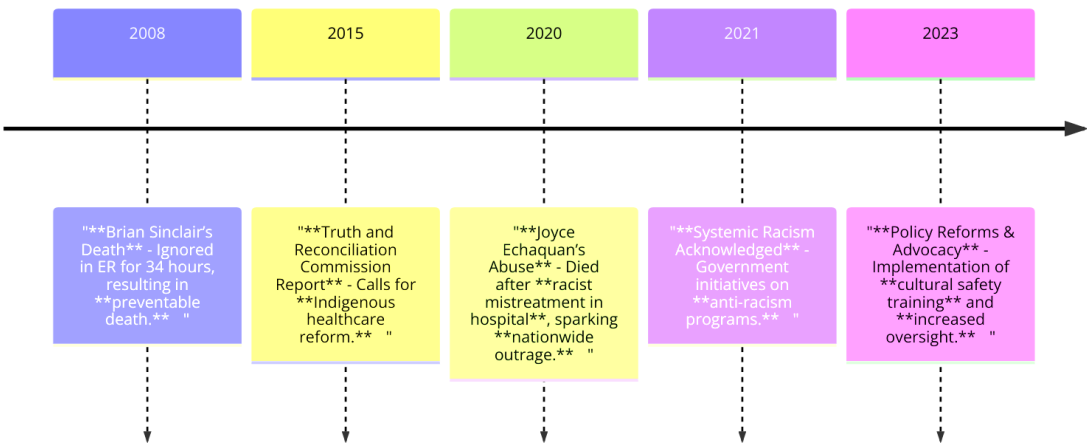 2008
2015
2020
2021
2023
"**Brian Sinclair's
Death** - Ignored
in ER for 34 hours,
resulting in
**preventable
death.** "
"**Truth and
Reconciliation
Commission
Report** - Calls for
**Indigenous
healthcare
reform.** "
"**Joyce
Echaquan's
Abuse** - Died
after **racist
mistreatment in
hospital**, sparking
**nationwide
outrage.** "
"**Systemic Racism
Acknowledged** -
Government
initiatives on
**anti-racism
programs.** "
"**Policy Reforms &
Advocacy** -
Implementation of
**cultural safety
training** and
**increased
oversight.** "